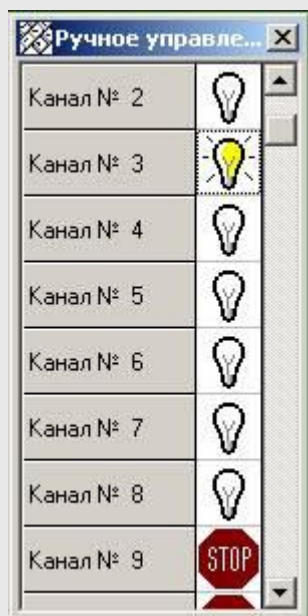 Ручное управле...
Канал № 2
Канал № 3
Канал № 4
Канал № 5
Канал № 6
Канал № 7
Канал № 8
Канал № 9 STOP